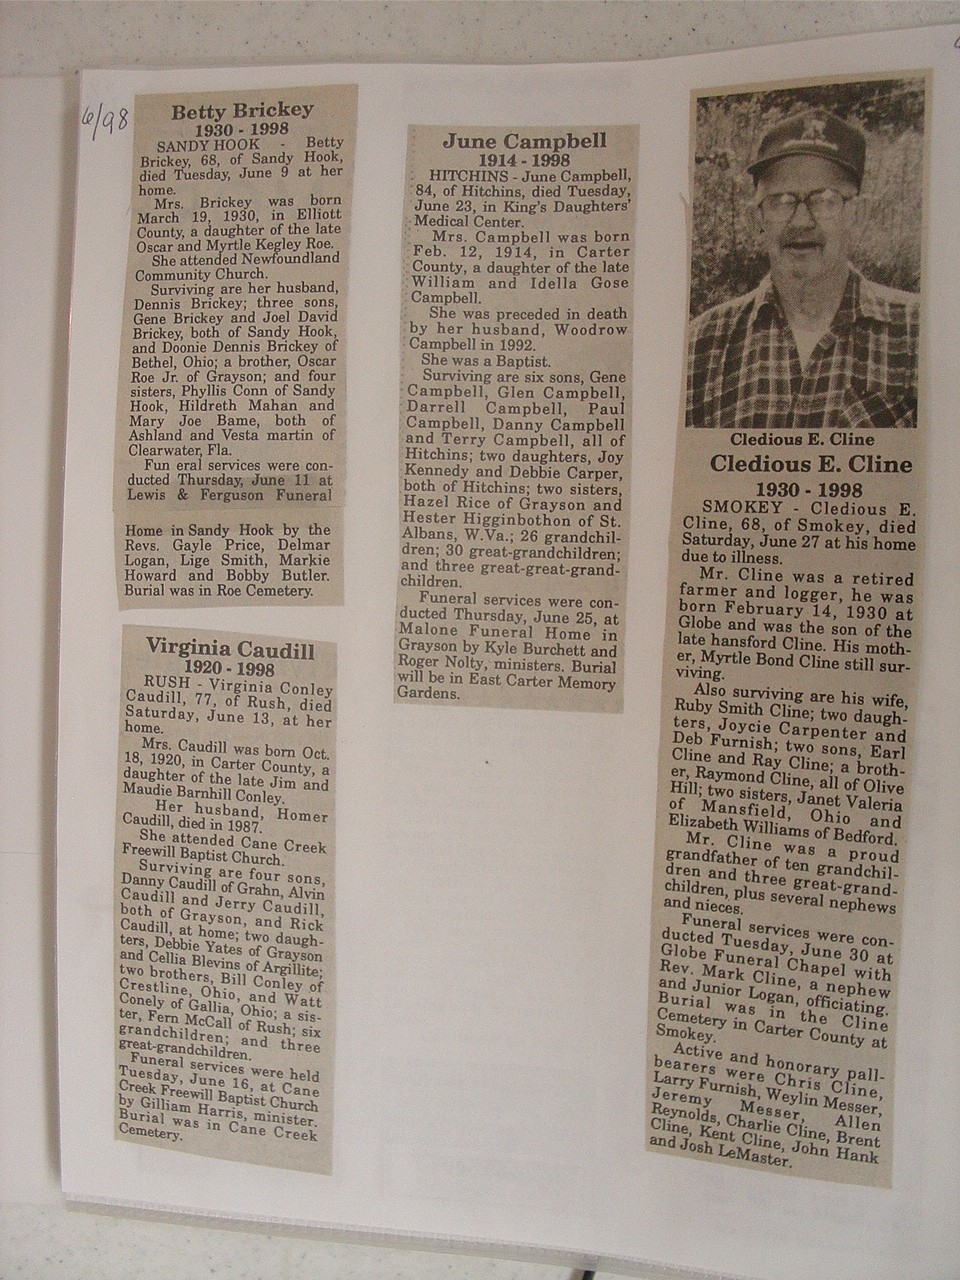 6/98
Betty Brickey
1930 - 1998
SANDY HOOK - Betty
Brickey, 68, of Sandy Hook,
died Tuesday, June 9 at her
home.
Mrs. Brickey was born
March 19, 1930, in Elliott
County, a daughter of the late
Oscar and Myrtle Kegley Roe.
She attended Newfoundland
Community Church.
Surviving are her husband,
Dennis Brickey; three sons,
Gene Brickey and Joel David
Brickey, both of Sandy Hook,
and Doonie Dennis Brickey of
Bethel, Ohio; a brother, Oscar
Roe Jr. of Grayson; and four
sisters, Phyllis Conn of Sandy
Hook, Hildreth Mahan and
Mary Joe Bame, both of
Ashland and Vesta martin of
Clearwater, Fla.
Fun eral services were con-
ducted Thursday, June 11 at
Lewis & Ferguson Funeral
Home in Sandy Hook by the
Revs. Gayle Price, Delmar
Logan, Lige Smith, Markie
Howard and Bobby Butler.
Burial was in Roe Cemetery.
Virginia Caudill
1920 - 1998
RUSH - Virginia Conley
Caudill, 77, of Rush, died
Saturday, June 13, at her
home.
Mrs. Caudill was born Oct.
18, 1920, in Carter County, a
daughter of the late Jim and
Maudie Barnhill Conley.
Her husband, Homer
Caudill, died in 1987.
She attended Cane Creek
Freewill Baptist Church.
Surviving are four sons,
Danny Caudill of Grahn, Alvin
Caudill and Jerry Caudill,
both of Grayson, and Rick
Caudill, at home; two daugh-
ters, Debbie Yates of Grayson
and Cellia Blevins of Argillite;
two brothers, Bill Conley of
Crestline, Ohio, and Watt
Conely of Gallia, Ohio; a sis-
ter, Fern McCall of Rush; six
grandchildren; and three
great-grandchildren.
Funeral services were held
Tuesday, June 16, at Cane
Creek Freewill Baptist Church
by Gilliam Harris, minister.
Burial was in Cane Creek
Cemetery.
June Campbell
1914 - 1998
HITCHINS - June Campbell,
84, of Hitchins, died Tuesday,
June 23, in King's Daughters'
Medical Center.
Mrs. Campbell was born
Feb. 12, 1914, in Carter
County, a daughter of the late
William and Idella Gose
Campbell.
She was preceded in death
by her husband, Woodrow
Campbell in 1992.
She was a Baptist.
Surviving are six sons, Gene
Campbell, Glen Campbell,
Darrell Campbell, Paul
Campbell, Danny Campbell
and Terry Campbell, all of
Hitchins; two daughters, Joy
Kennedy and Debbie Carper,
both of Hitchins; two sisters,
Hazel Rice of Grayson and
Hester Higginbothon of St.
Albans, W.Va.; 26 grandchil-
dren; 30 great-grandchildren;
and three great-great-grand-
children.
Funeral services were con-
ducted Thursday, June 25, at
Malone Funeral Home in
Grayson by Kyle Burchett and
Roger Nolty, ministers. Burial
will be in East Carter Memory
Gardens.
Cledious E. Cline
Cledious E. Cline
1930 - 1998
SMOKEY - Cledious E.
Cline, 68, of Smokey, died
Saturday, June 27 at his home
due to illness.
Mr. Cline was a retired
farmer and logger, he was
born February 14, 1930 at
Globe and was the son of the
late hansford Cline. His moth-
er, Myrtle Bond Cline still sur-
viving.
Also surviving are his wife,
Ruby Smith Cline; two daugh-
ters, Joycie Carpenter and
Deb Furnish; two sons, Earl
Cline and Ray Cline; a broth-
er, Raymond Cline, all of Olive
Hill; two sisters, Janet Valeria
of Mansfield, Ohio and
Elizabeth Williams of Bedford.
Mr. Cline was a proud
grandfather of ten grandchil-
dren and three great-grand-
children, plus several nephews
and nieces.
Funeral services were con-
ducted Tuesday, June 30 at
Globe Funeral Chapel with
Rev. Mark Cline, a nephew
and Junior Logan, officiating.
Burial was in the Cline
Cemetery in Carter County at
Smokey.
Active and honorary pall-
bearers were Chris Cline,
Larry Furnish, Weylin Messer,
Jeremy Messer, Allen
Reynolds, Charlie Cline, Brent
Cline, Kent Cline, John Hank
and Josh LeMaster.